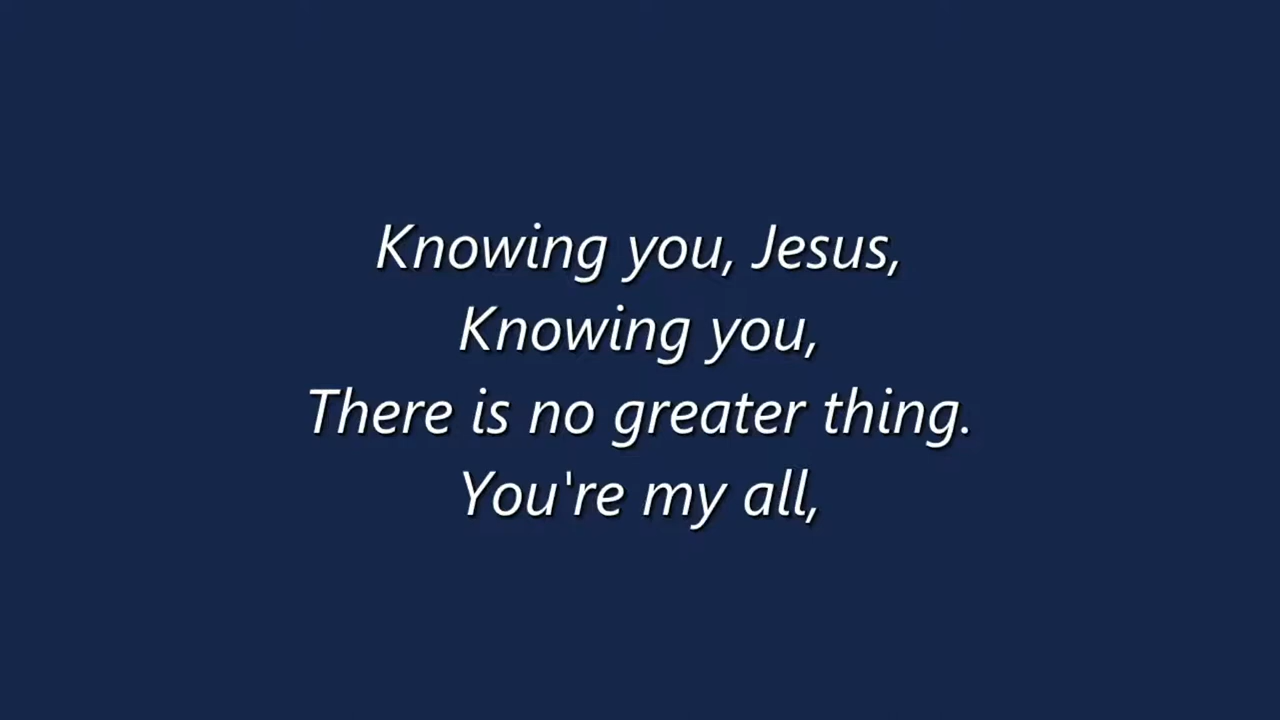 Knowing you, Jesus,
Knowing you,
There is no greater thing.
You're my all,